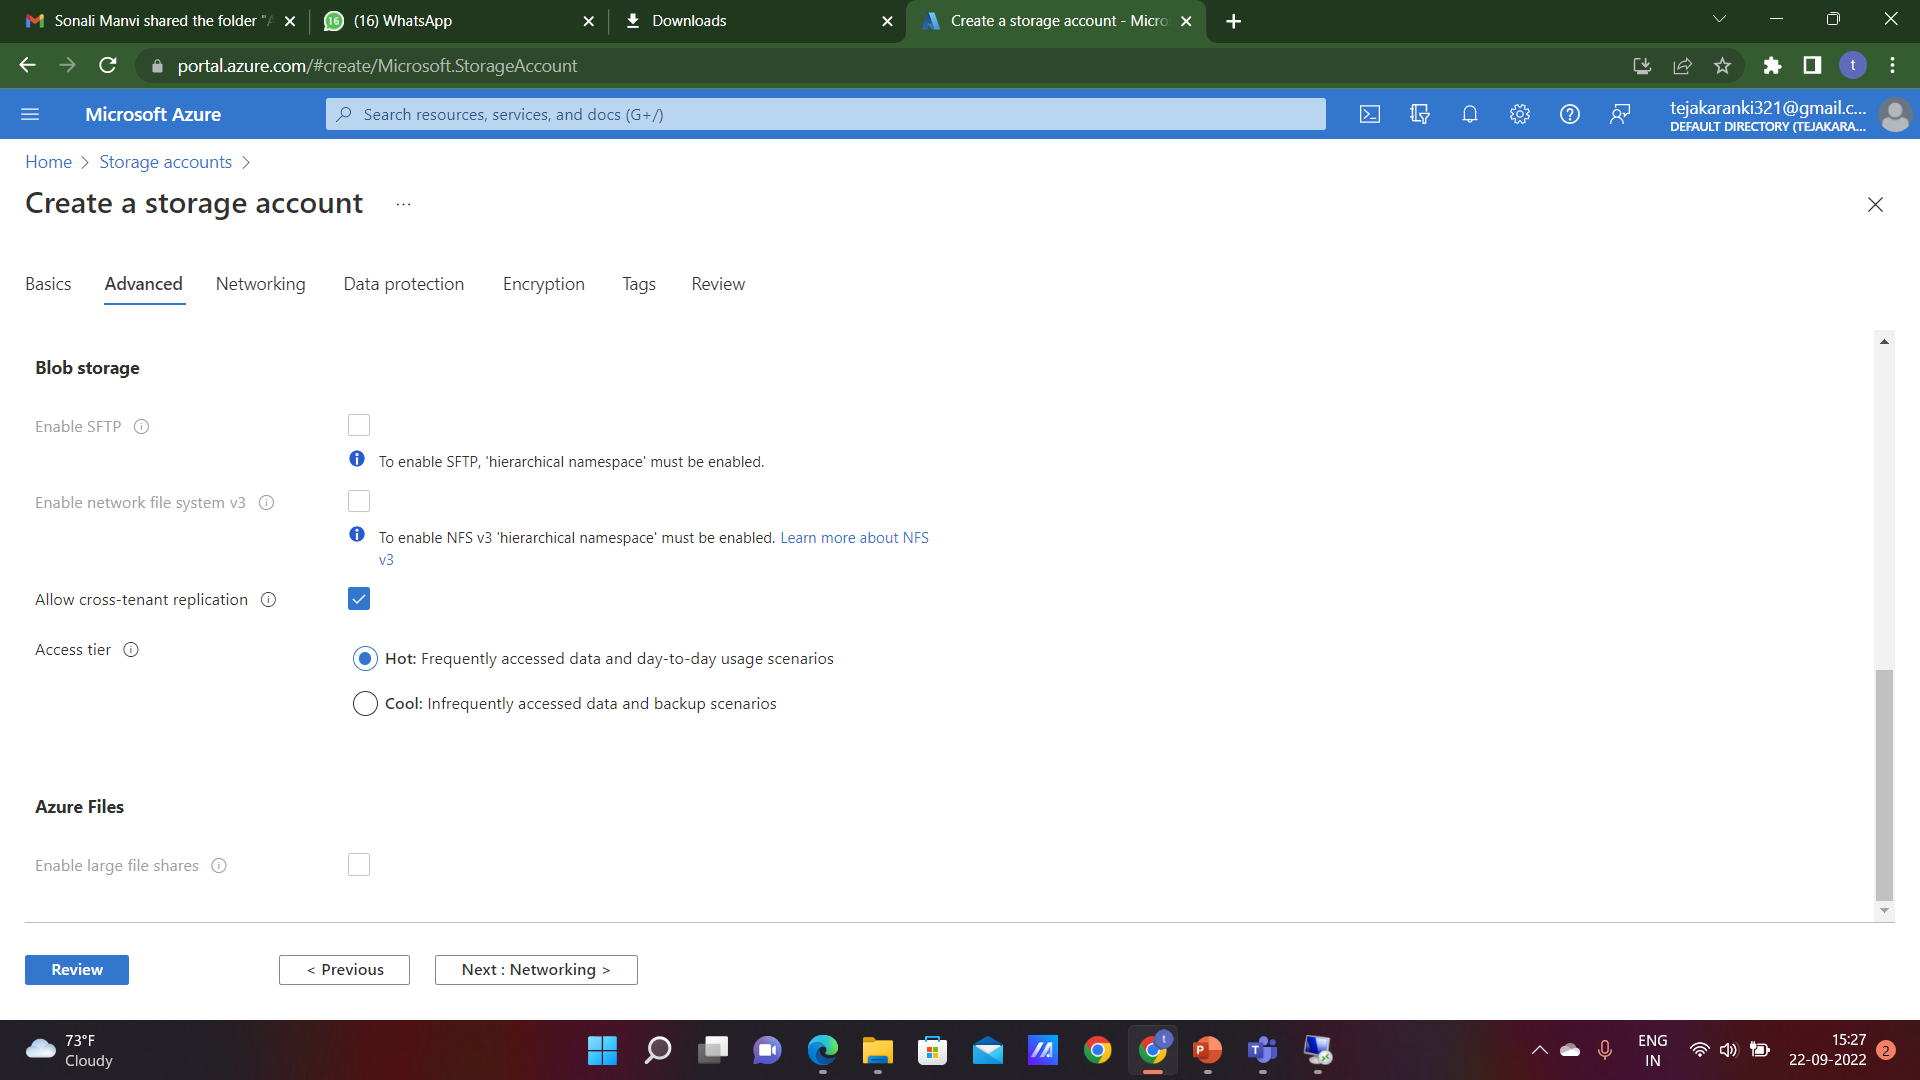 Sonali Manvi shared the folder "A
(16) WhatsApp
Downloads
Create a storage account - Micro
portal.azure.com/#create/Microsoft.StorageAccount
t
Microsoft Azure
Search resources, services, and docs (G+/)
tejakaranki321@gmail.c...
DEFAULT DIRECTORY (TEJAKARA...
Home > Storage accounts >
Create a storage account ...
Basics
Advanced
Networking
Data protection
Encryption
Tags
Review
Blob storage
Enable SFTP
To enable SFTP, 'hierarchical namespace' must be enabled.
Enable network file system v3
To enable NFS v3 'hierarchical namespace' must be enabled. Learn more about NFS
v3
Allow cross-tenant replication
Access tier
Hot: Frequently accessed data and day-to-day usage scenarios
Cool: Infrequently accessed data and backup scenarios
Azure Files
Enable large file shares
Review
< Previous
Next : Networking >
73°F
Cloudy
ENG
IN
15:27
22-09-2022
2